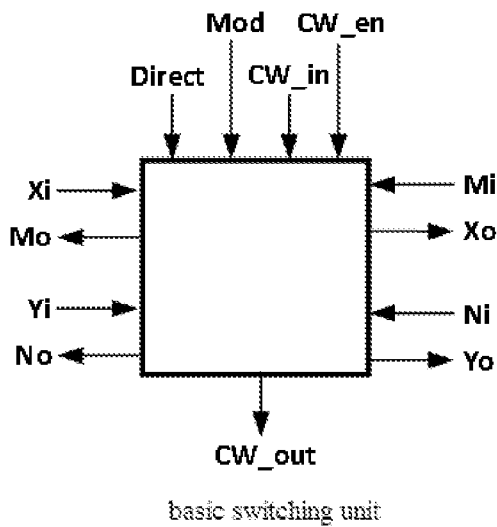 Mod CW_en
Direct CW_in
Xi Mi
Mo Xo
Yi Ni
No Yo
CW_out
basic switching unit